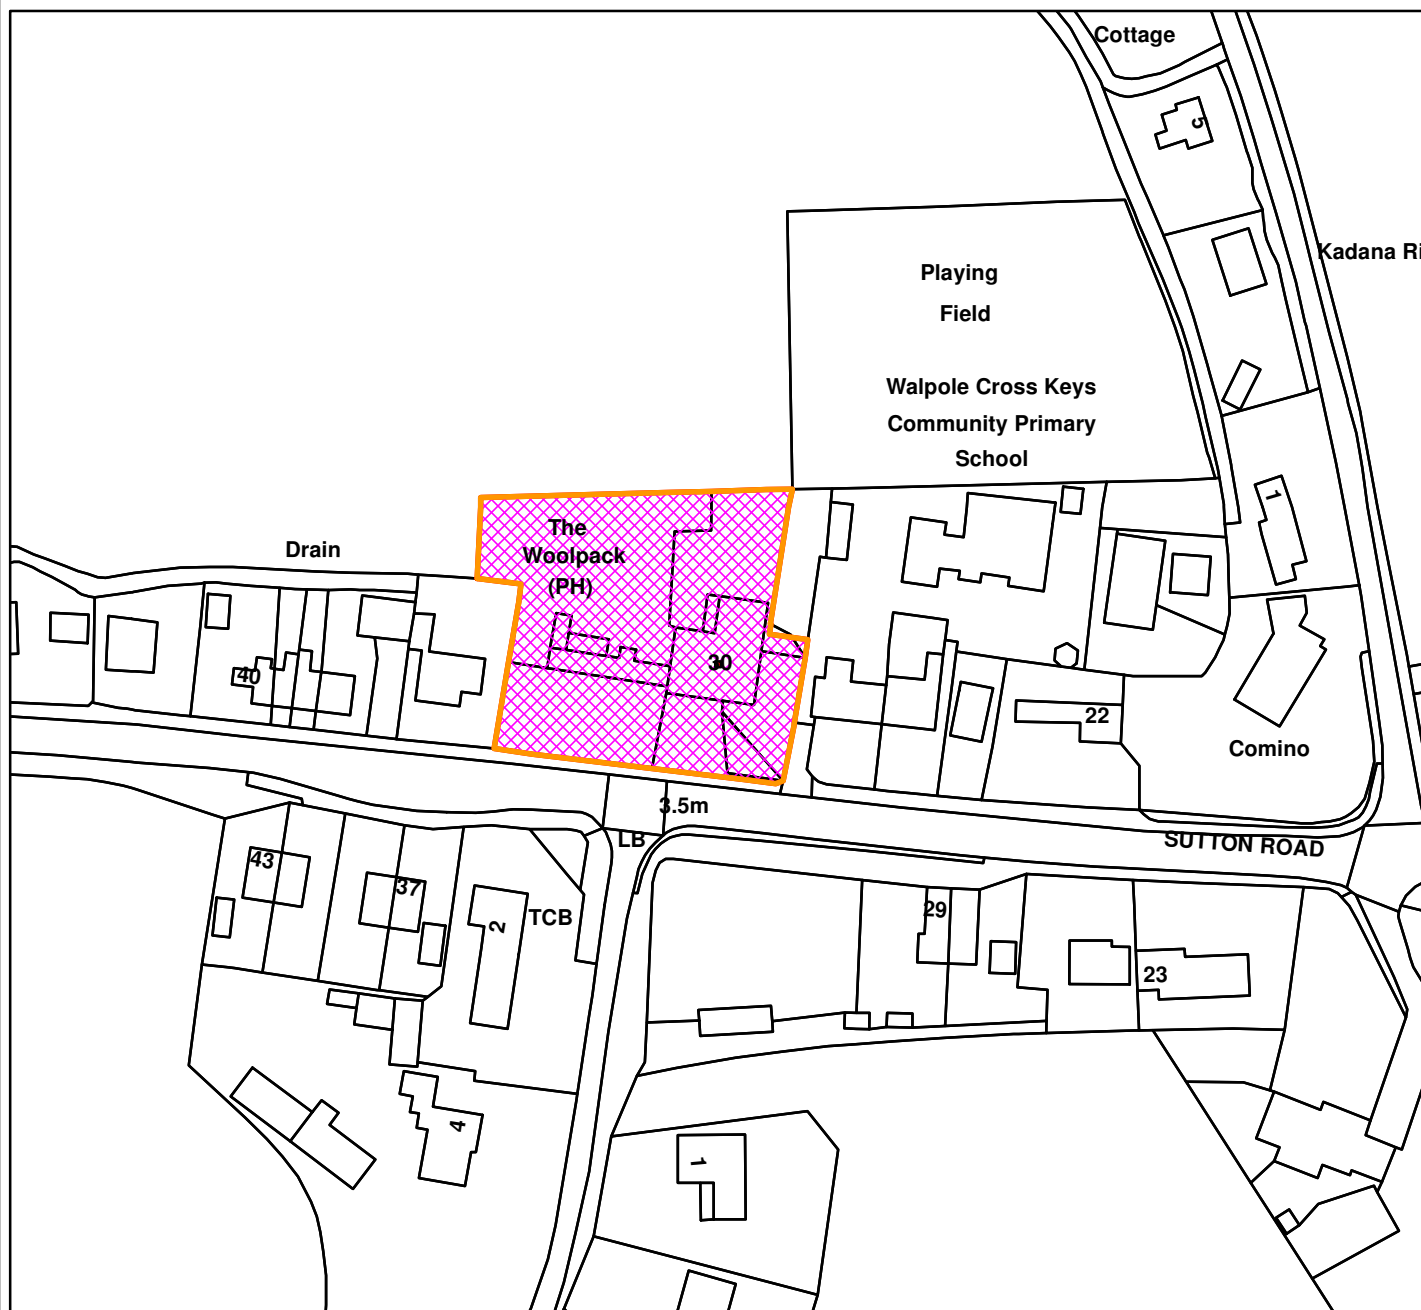 Cottage
5
Kadana Ri
Playing
Field
Walpole Cross Keys
Community Primary
School
1
The
Woolpack
(PH)
Drain
30
40
22
Comino
3.5m
LB
SUTTON ROAD
43
37
2
TCB
29
23
4
1